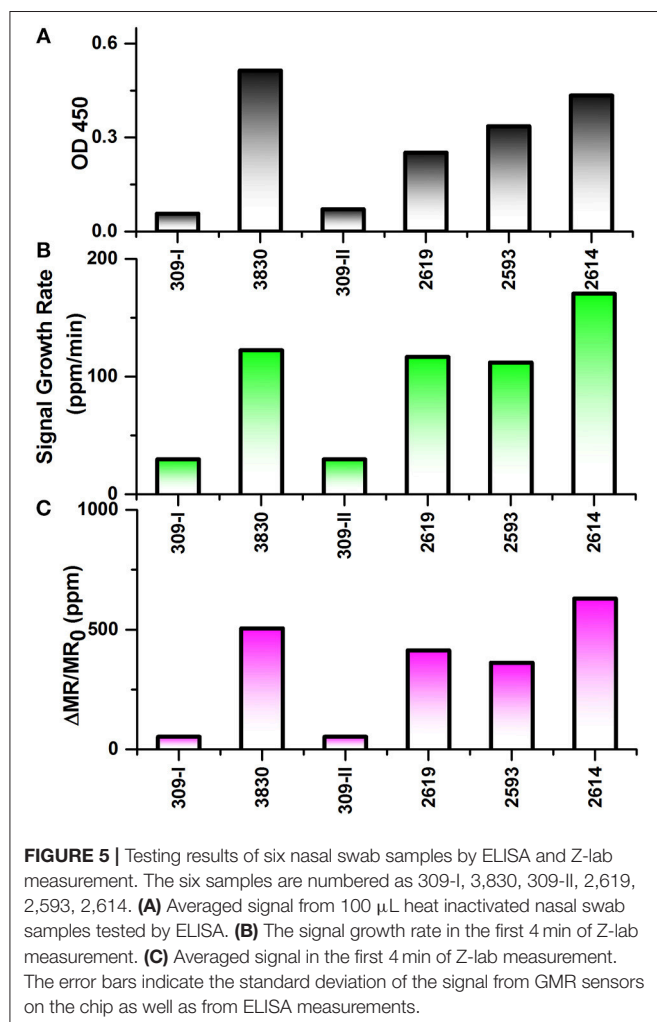 A
0.6
0.3
0.0
OD 450
309-I
3830
309-II
2619
2593
2614
B
200
100
0
Signal Growth Rate
(ppm/min)
309-I
3830
309-II
2619
2593
2614
C
1000
500
0
ΔMR/MR0 (ppm)
309-I
3830
309-II
2619
2593
2614
FIGURE 5 | Testing results of six nasal swab samples by ELISA and Z-lab
measurement. The six samples are numbered as 309-I, 3,830, 309-II, 2,619,
2,593, 2,614. (A) Averaged signal from 100 μL heat inactivated nasal swab
samples tested by ELISA. (B) The signal growth rate in the first 4 min of Z-lab
measurement. (C) Averaged signal in the first 4 min of Z-lab measurement.
The error bars indicate the standard deviation of the signal from GMR sensors
on the chip as well as from ELISA measurements.